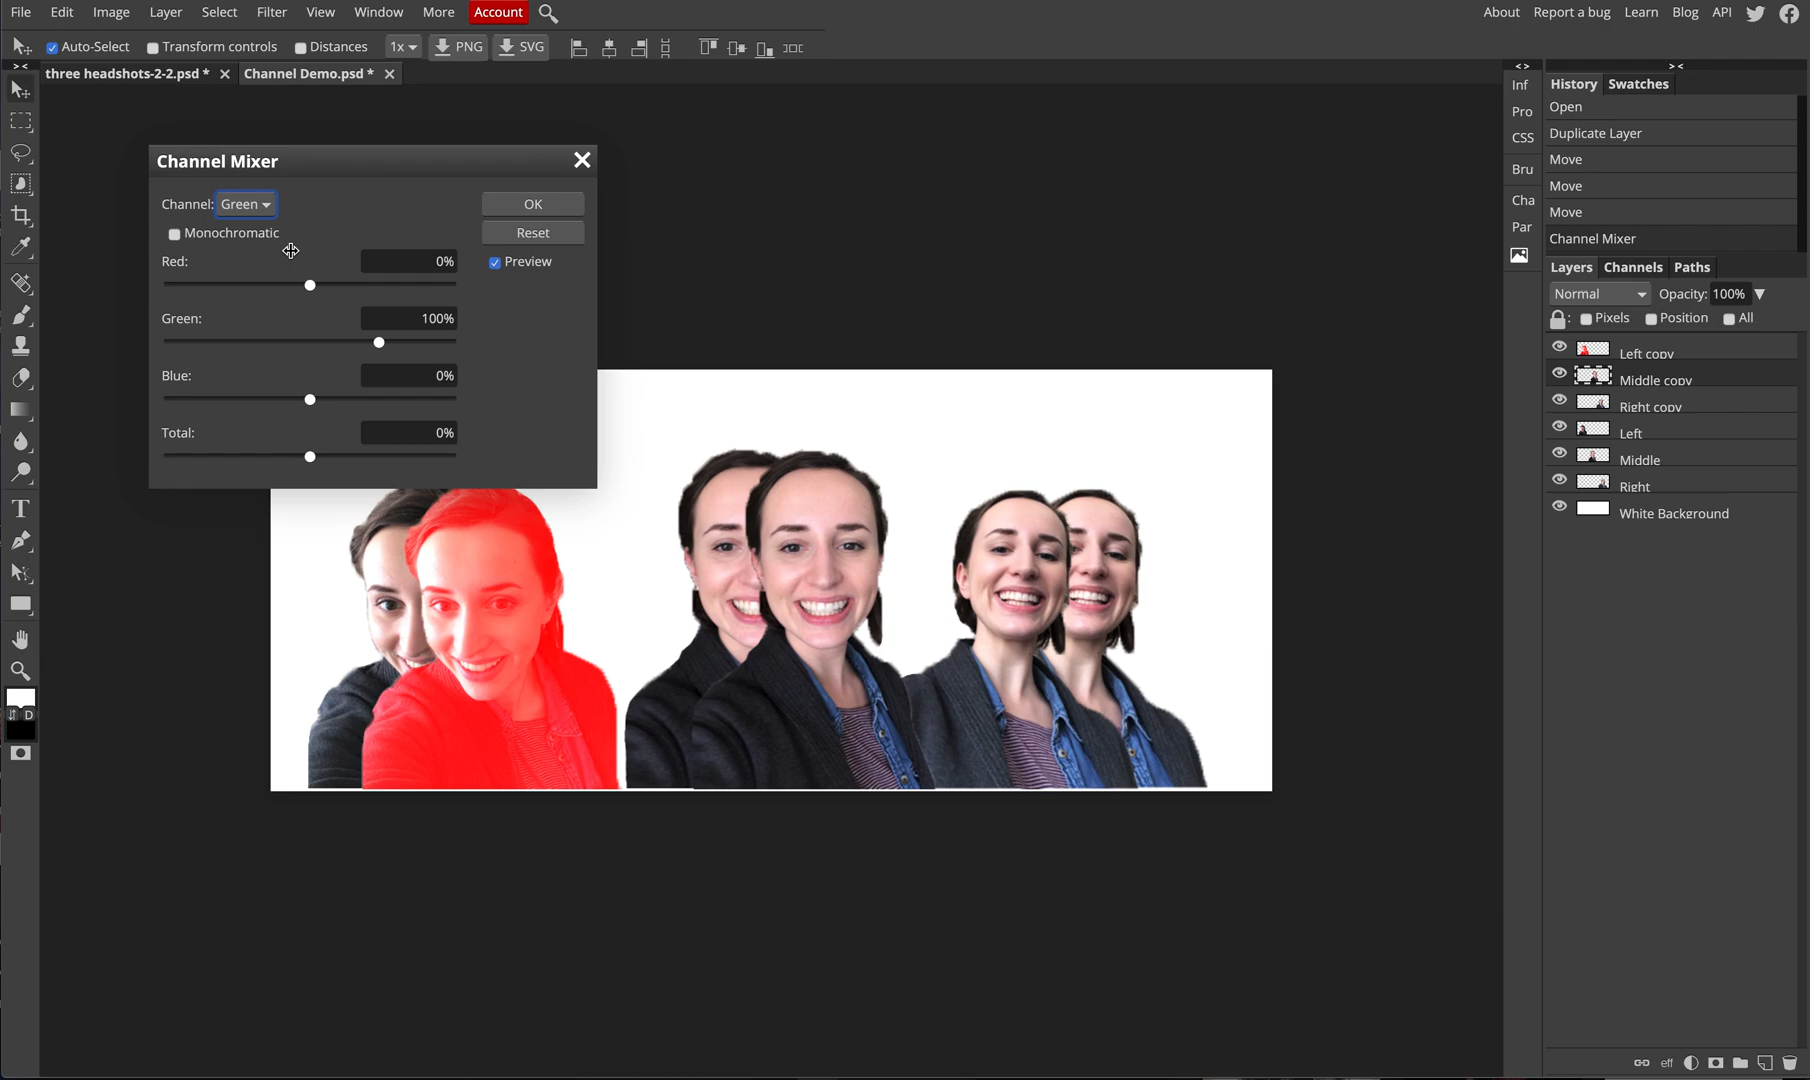 File Edit Image Layer Select Filter View Window More Account About Report a bug Learn Blog API
Auto-Select Transform controls Distances 1x PNG SVG
> < three headshots-2-2.psd * Channel Demo.psd * < > > <
Inf
Pro
CSS
Bru
Cha
Par
History Swatches
Open
Duplicate Layer
Move
Move
Move
Channel Mixer
Channel Mixer
Channel: Green OK
Monochromatic Reset
Red: 0% Preview
Green: 100%
Blue: 0%
Total: 0%
Layers Channels Paths
Normal Opacity: 100%
: Pixels Position All
Left copy
Middle copy
Right copy
Left
Middle
Right
White Background
D
eff